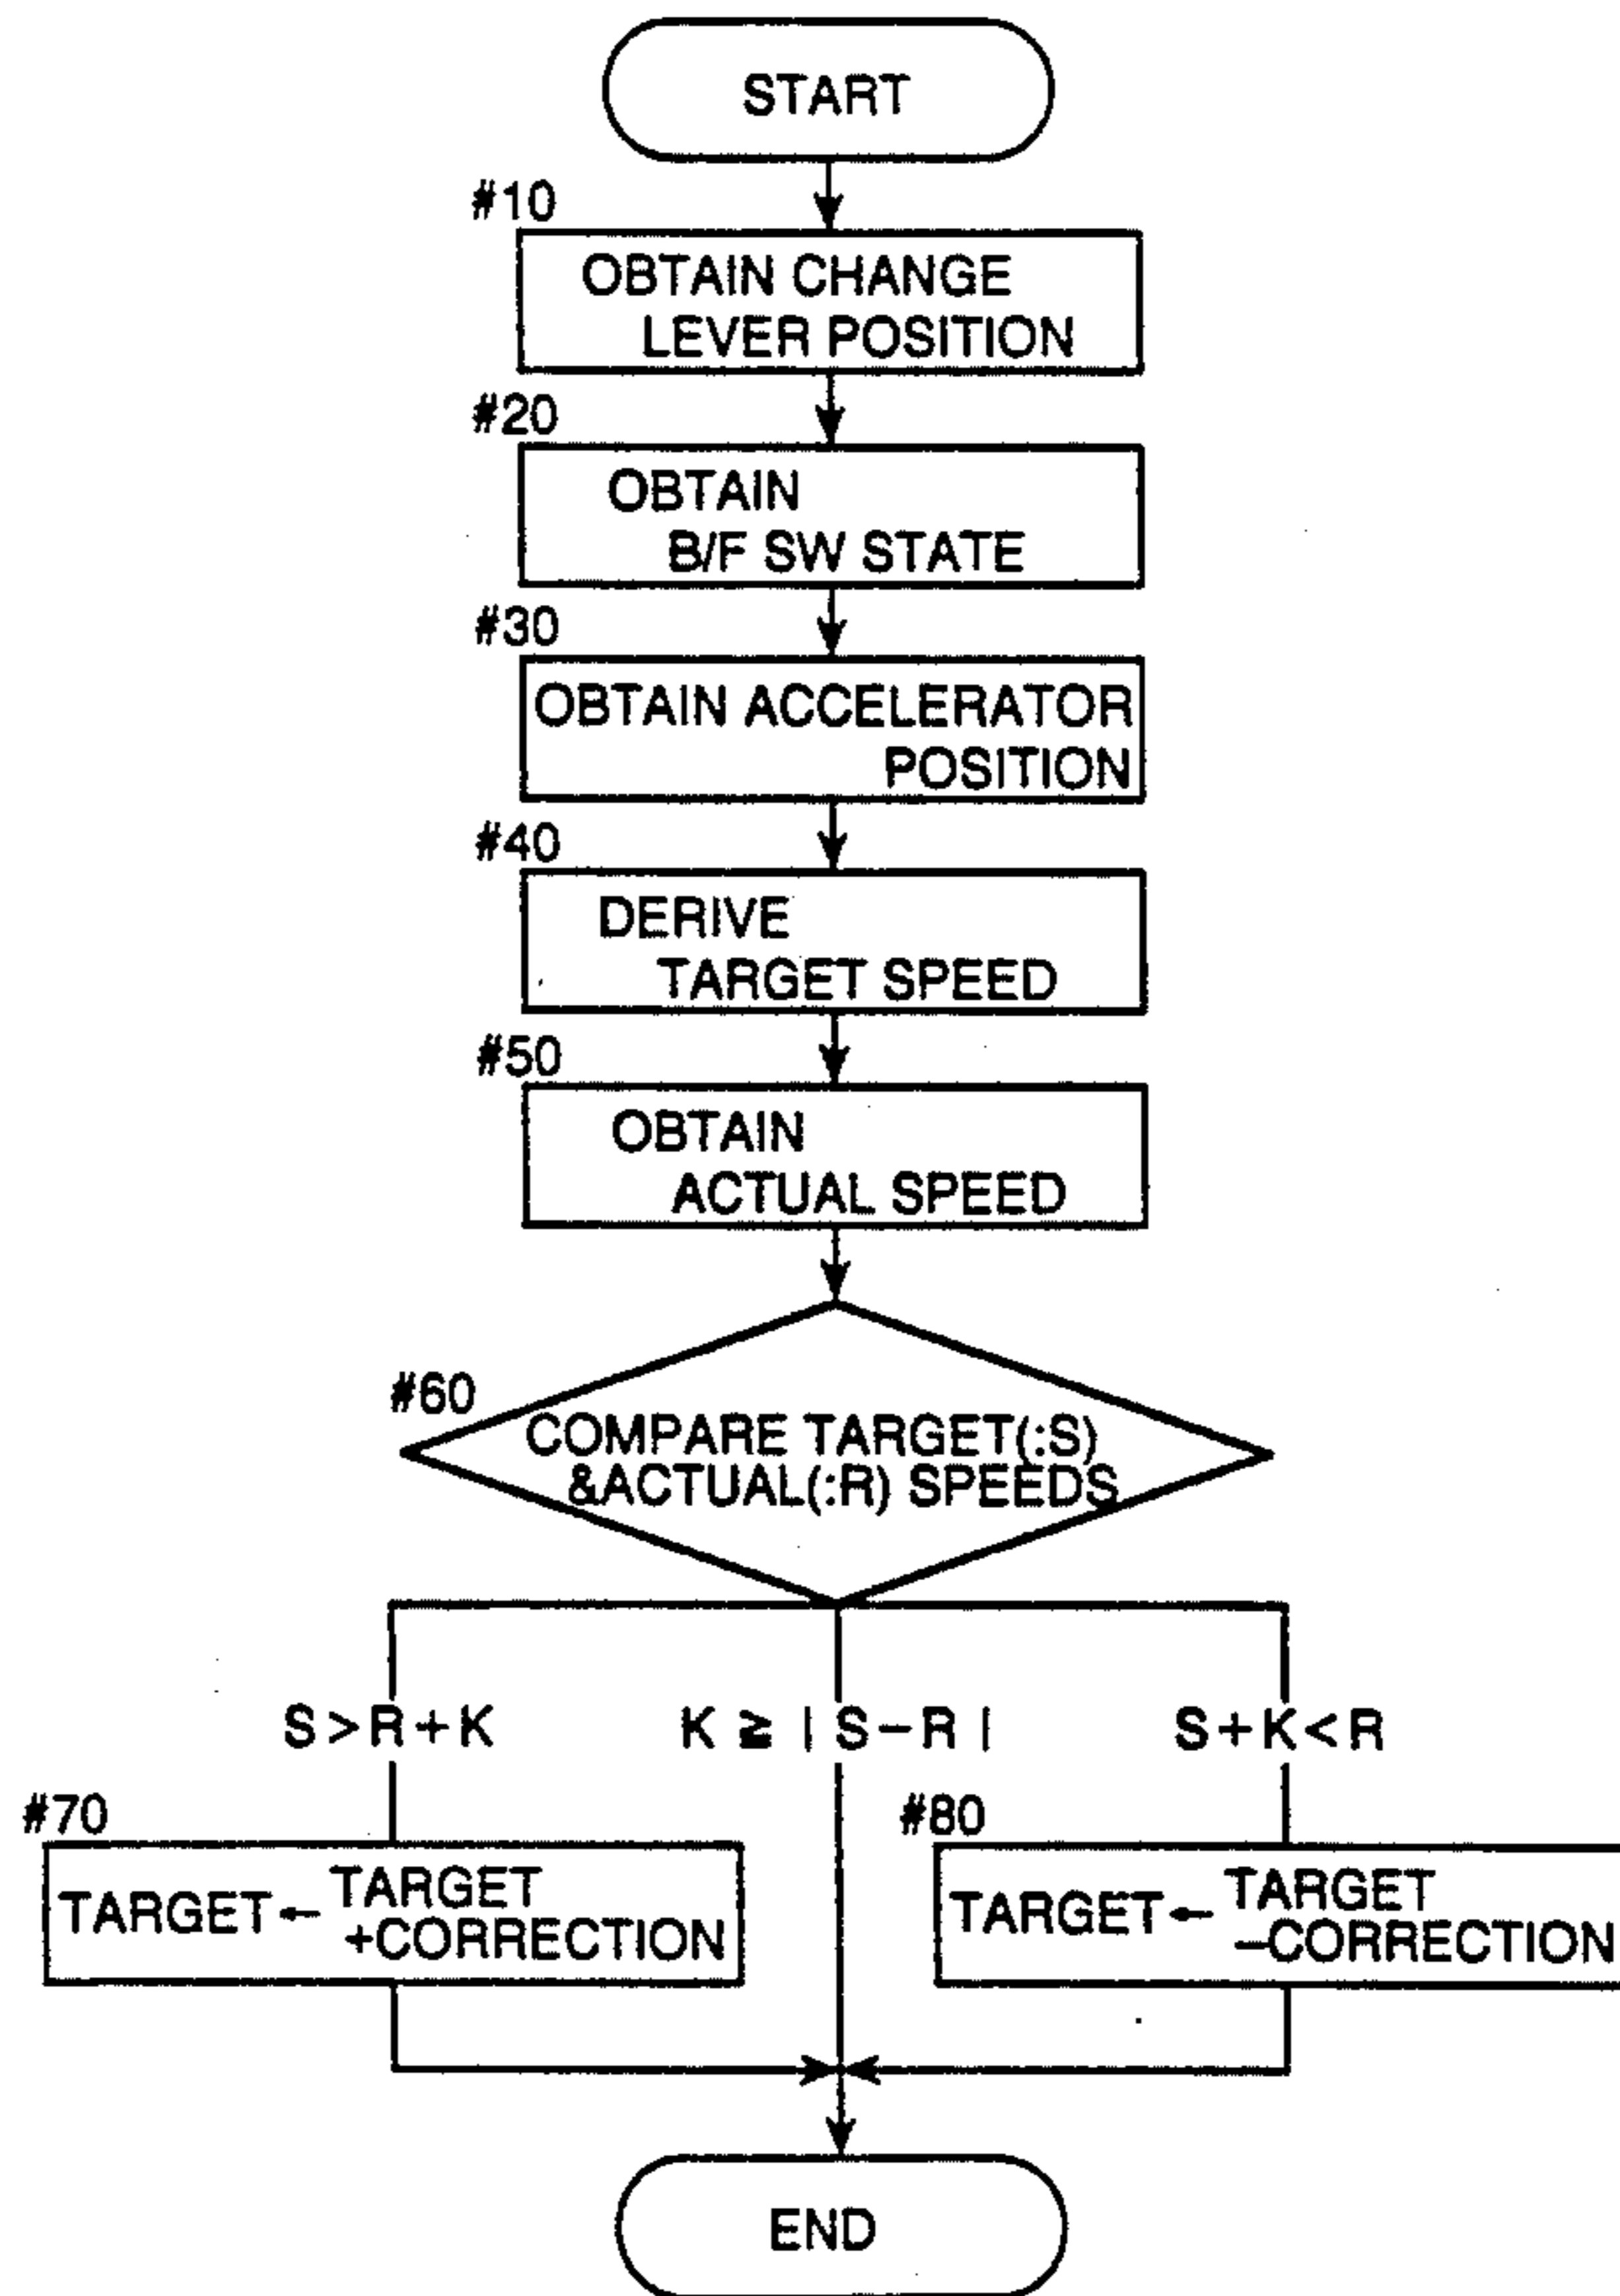 START
#10
OBTAIN CHANGE
LEVER POSITION
#20
OBTAIN
B/F SW STATE
#30
OBTAIN ACCELERATOR
POSITION
#40
DERIVE
TARGET SPEED
#50
OBTAIN
ACTUAL SPEED
#60
COMPARE TARGET(:S)
&ACTUAL(:R) SPEEDS
S>R+K
K ≧ | S−R |
S+K<R
#70
TARGET← TARGET
+CORRECTION
#80
TARGET← TARGET
−CORRECTION
END